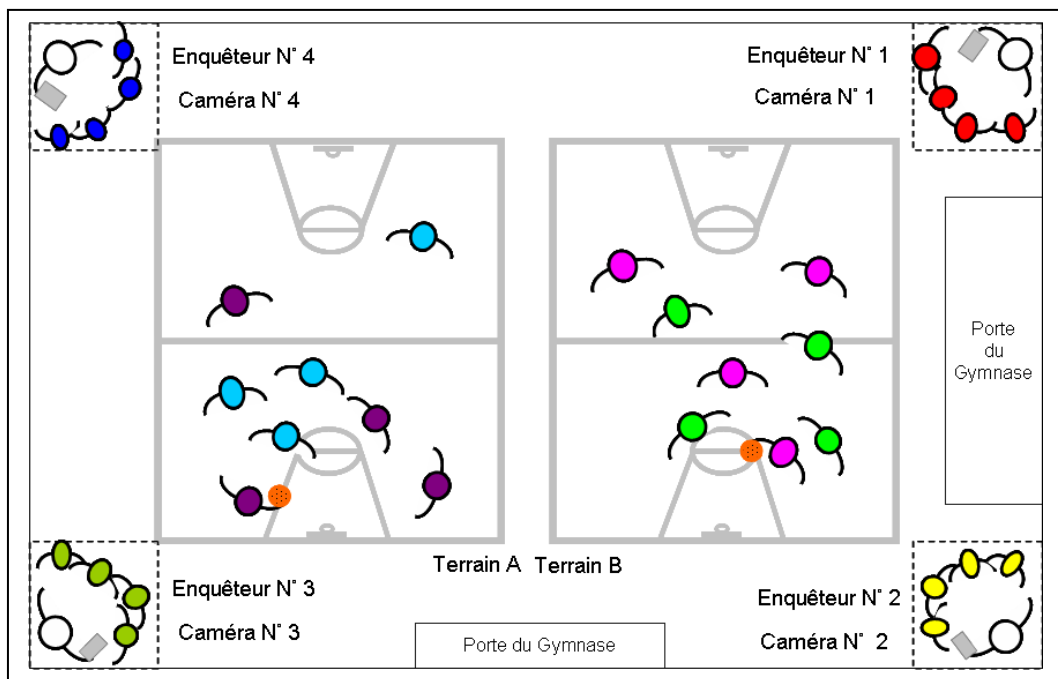 Enquêteur N° 4
Caméra N° 4
Enquêteur N° 1
Caméra N° 1
Porte
du
Gymnase
Terrain A
Terrain B
Enquêteur N° 3
Caméra N° 3
Enquêteur N° 2
Caméra N° 2
Porte du Gymnase